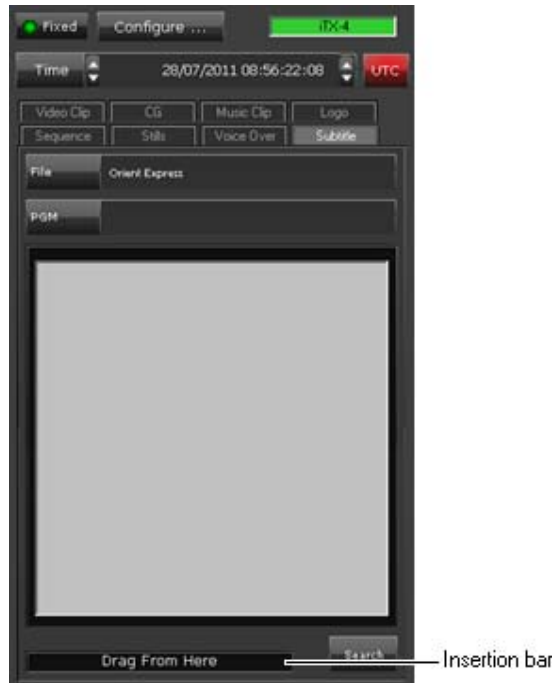 Fixed Configure ... iTX-4
Time 28/07/2011 08:56:22:08 UTC
Video Clip CG Music Clip Logo
Sequence Stills Voice Over Subtitle
File Orient Express
PGM
Search
Drag From Here Insertion bar